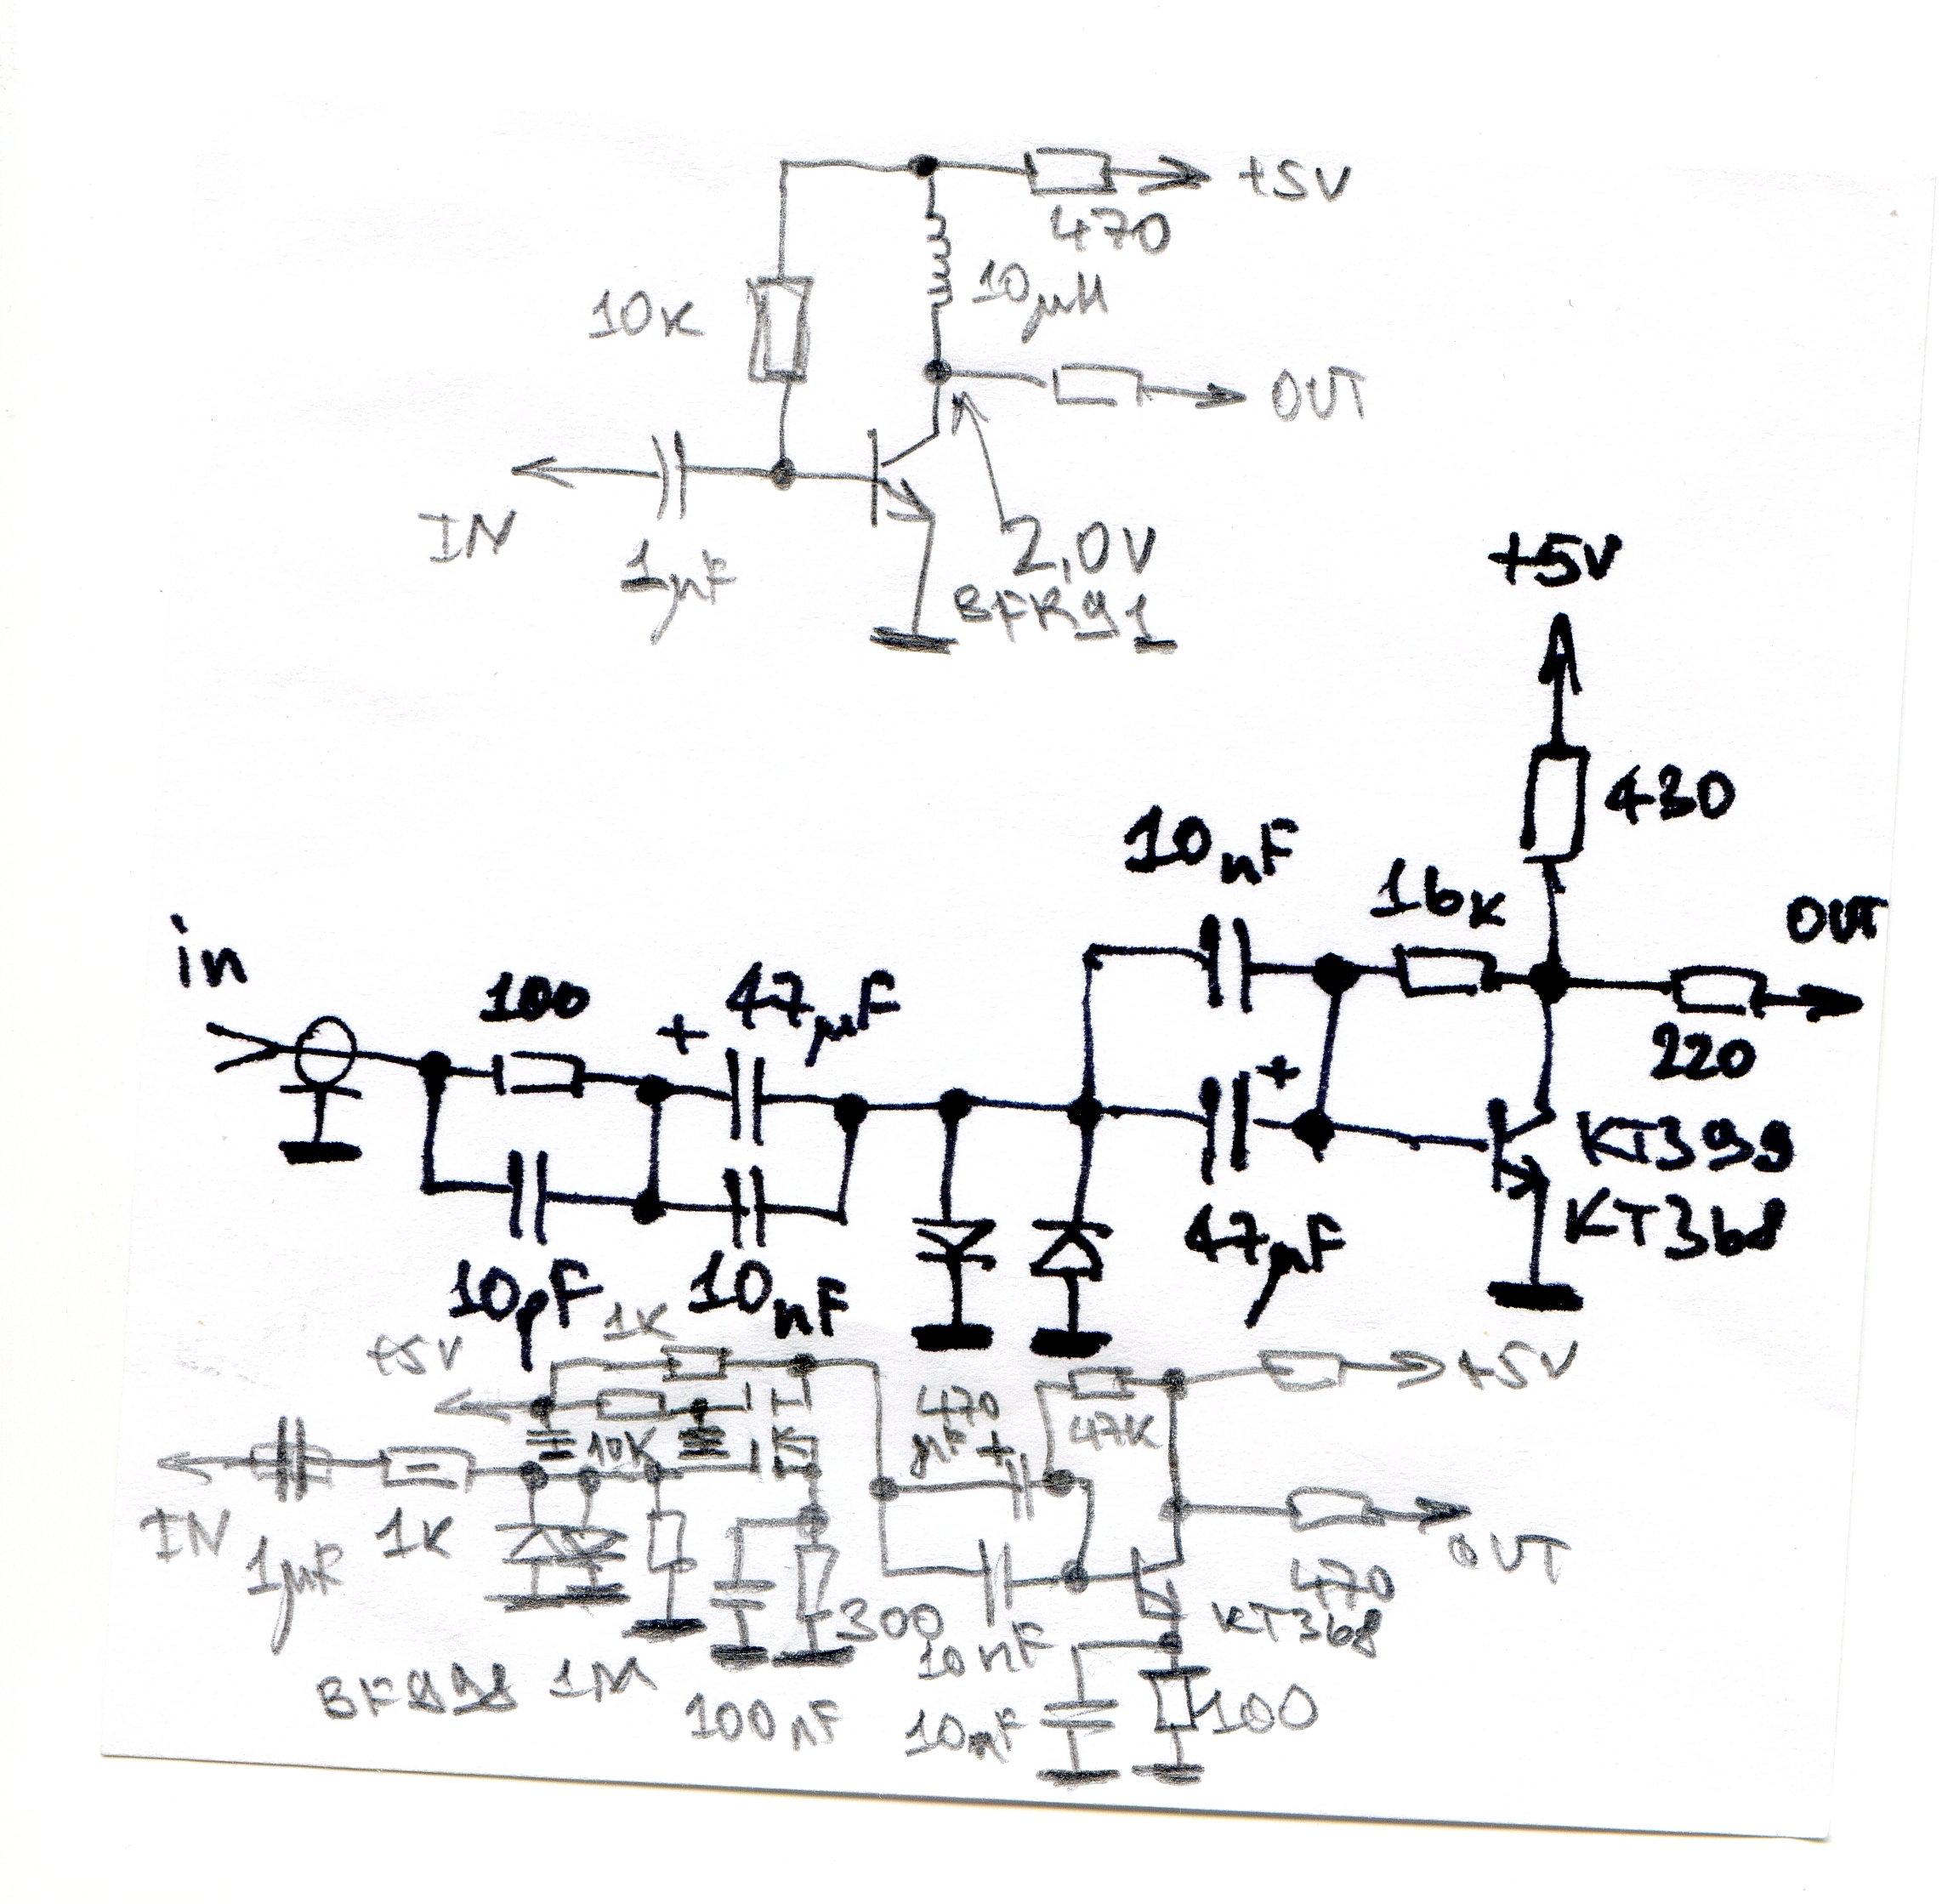 +5V
470
10μH
10K
OUT
IN
1μF
2,0V
BFR91
+5V
430
10nF
16K
OUT
in
100
+ 47μF
220
+
KT399
47μF
KT368
10pF
10nF
1K
+5V
+5V
470
μF +
47K
10K
IN
1μF
1K
OUT
470
KT368
300
10nF
BF998
1M
100nF
10nF
100